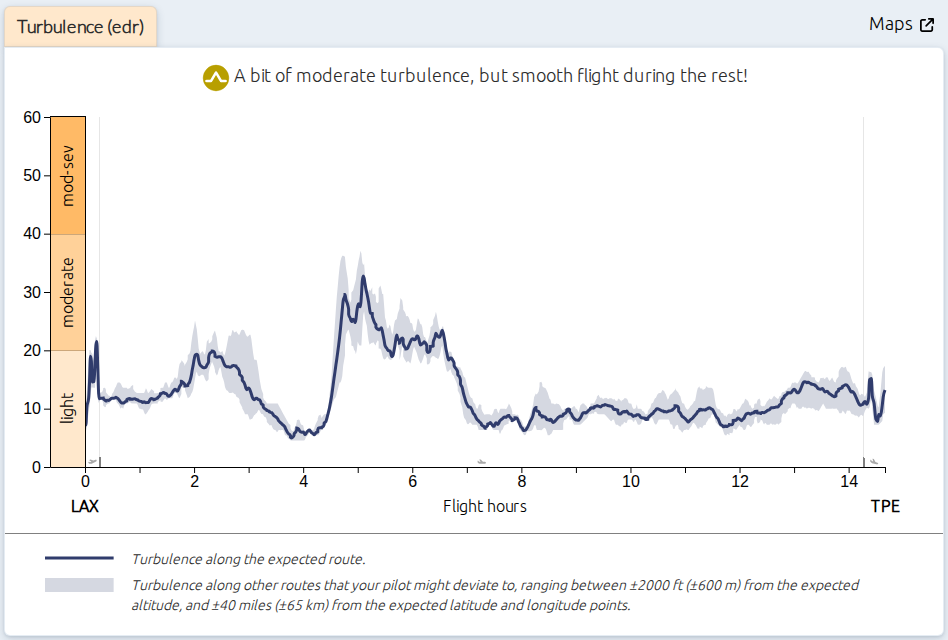 Turbulence (edr)
Maps
A bit of moderate turbulence, but smooth flight during the rest!
60
50
40
30
20
10
0
mod-sev
moderate
light
0 2 4 6 8 10 12 14
LAX Flight hours TPE
Turbulence along the expected route.
Turbulence along other routes that your pilot might deviate to, ranging between ±2000 ft (±600 m) from the expected
altitude, and ±40 miles (±65 km) from the expected latitude and longitude points.